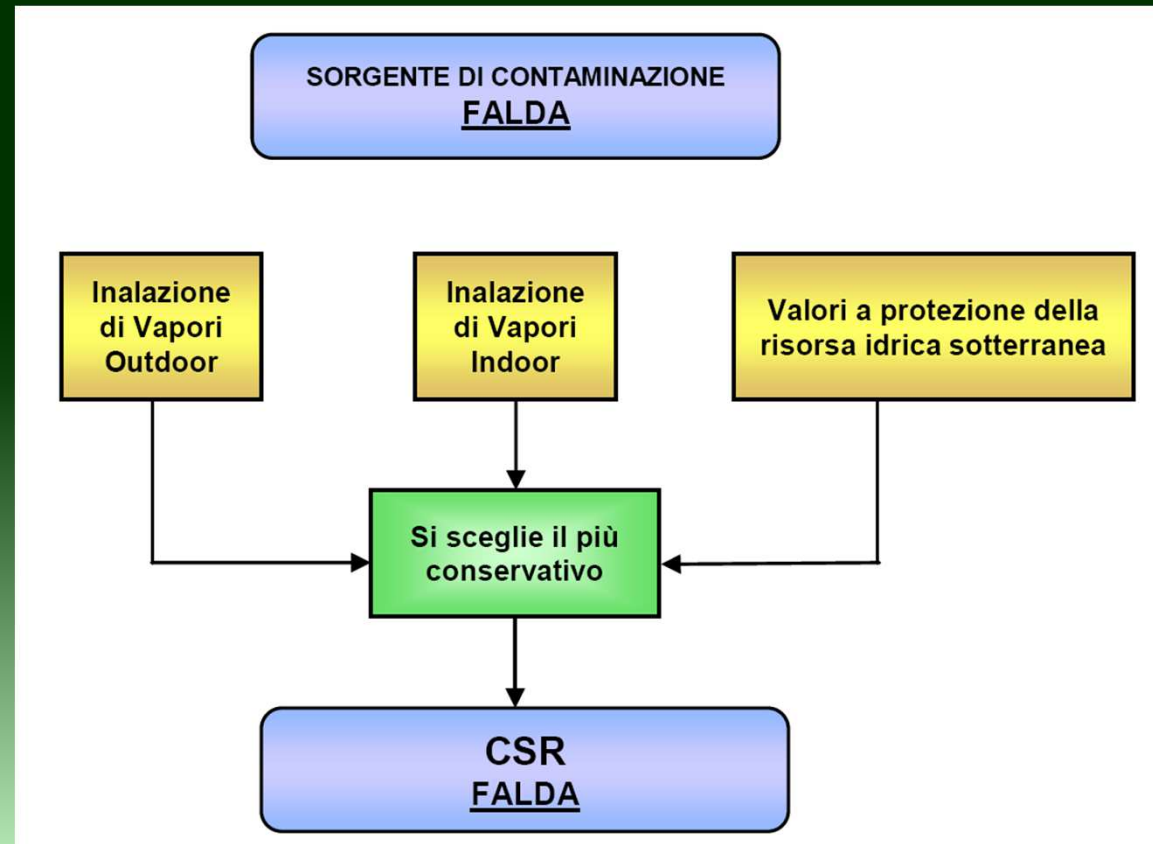 SORGENTE DI CONTAMINAZIONE
FALDA
Inalazione
di Vapori
Outdoor
Inalazione
di Vapori
Indoor
Valori a protezione della
risorsa idrica sotterranea
Si sceglie il più
conservativo
CSR
FALDA